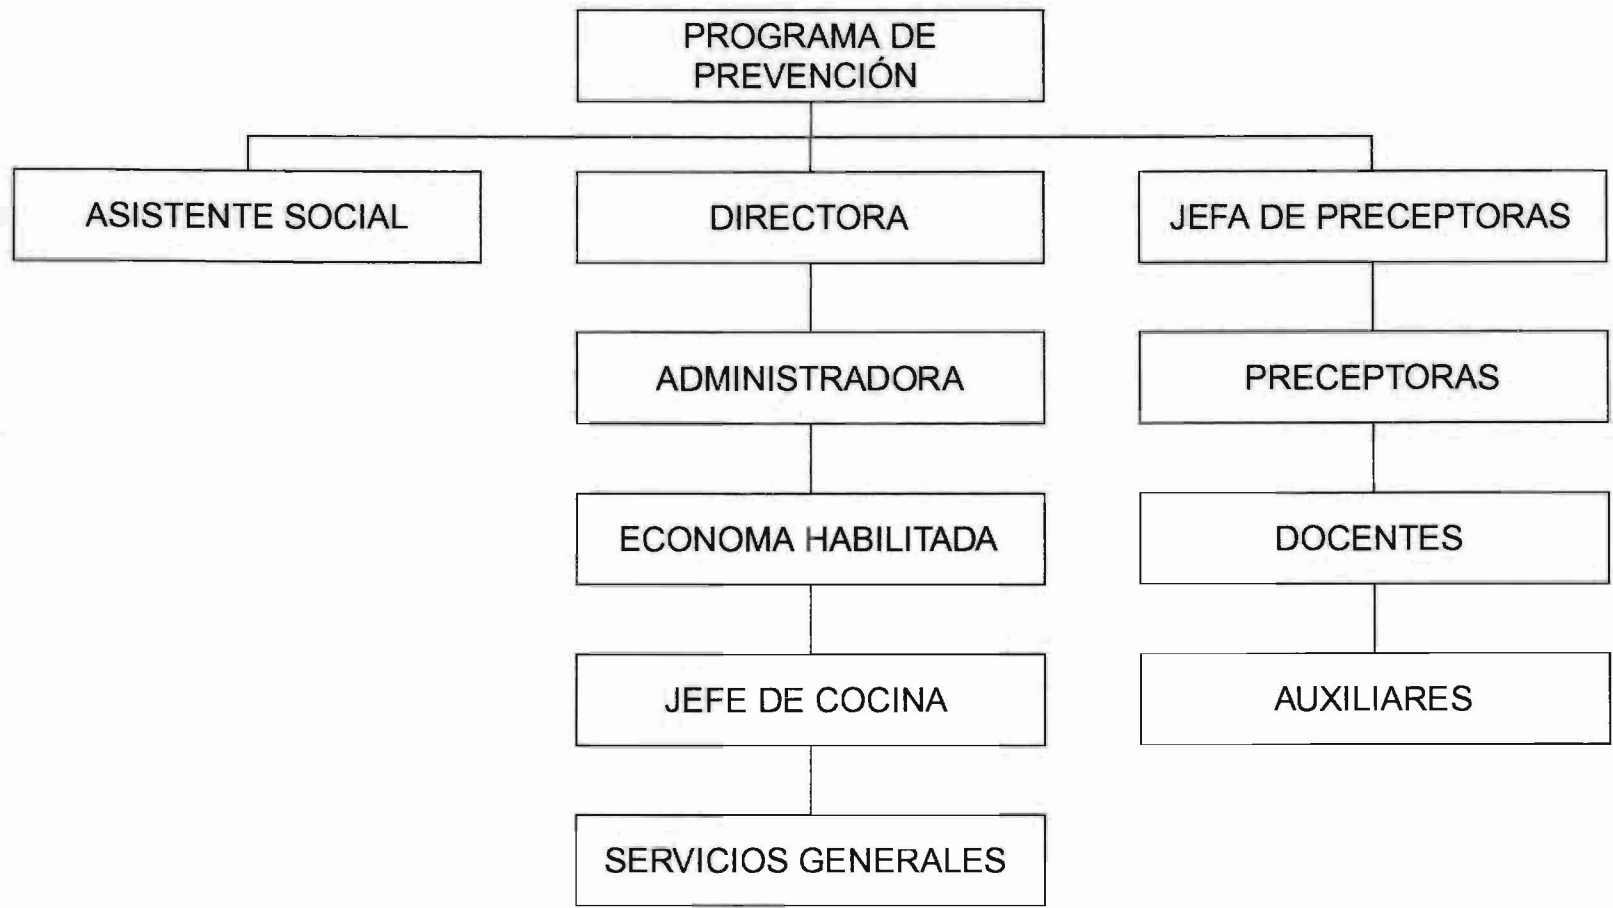 PROGRAMA DE
PREVENCIÓN
ASISTENTE SOCIAL
DIRECTORA
JEFA DE PRECEPTORAS
ADMINISTRADORA
PRECEPTORAS
ECONOMA HABILITADA
DOCENTES
JEFE DE COCINA
AUXILIARES
SERVICIOS GENERALES